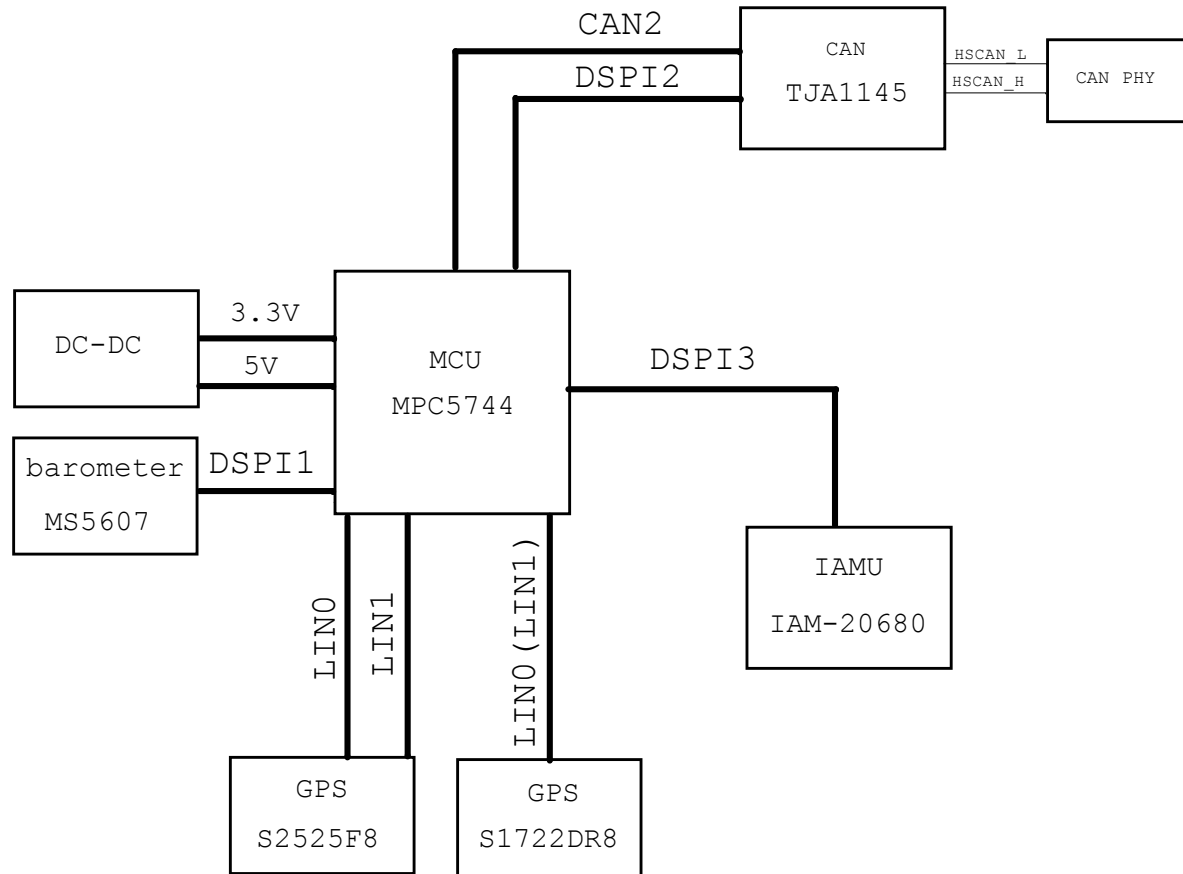 CAN2
CAN
TJA1145
DSPI2
HSCAN_L
HSCAN_H
CAN PHY
3.3V
DC-DC
5V
MCU
MPC5744
DSPI3
barometer
MS5607
DSPI1
IAMU
IAM-20680
LIN0
LIN1
LIN0(LIN1)
GPS
S2525F8
GPS
S1722DR8